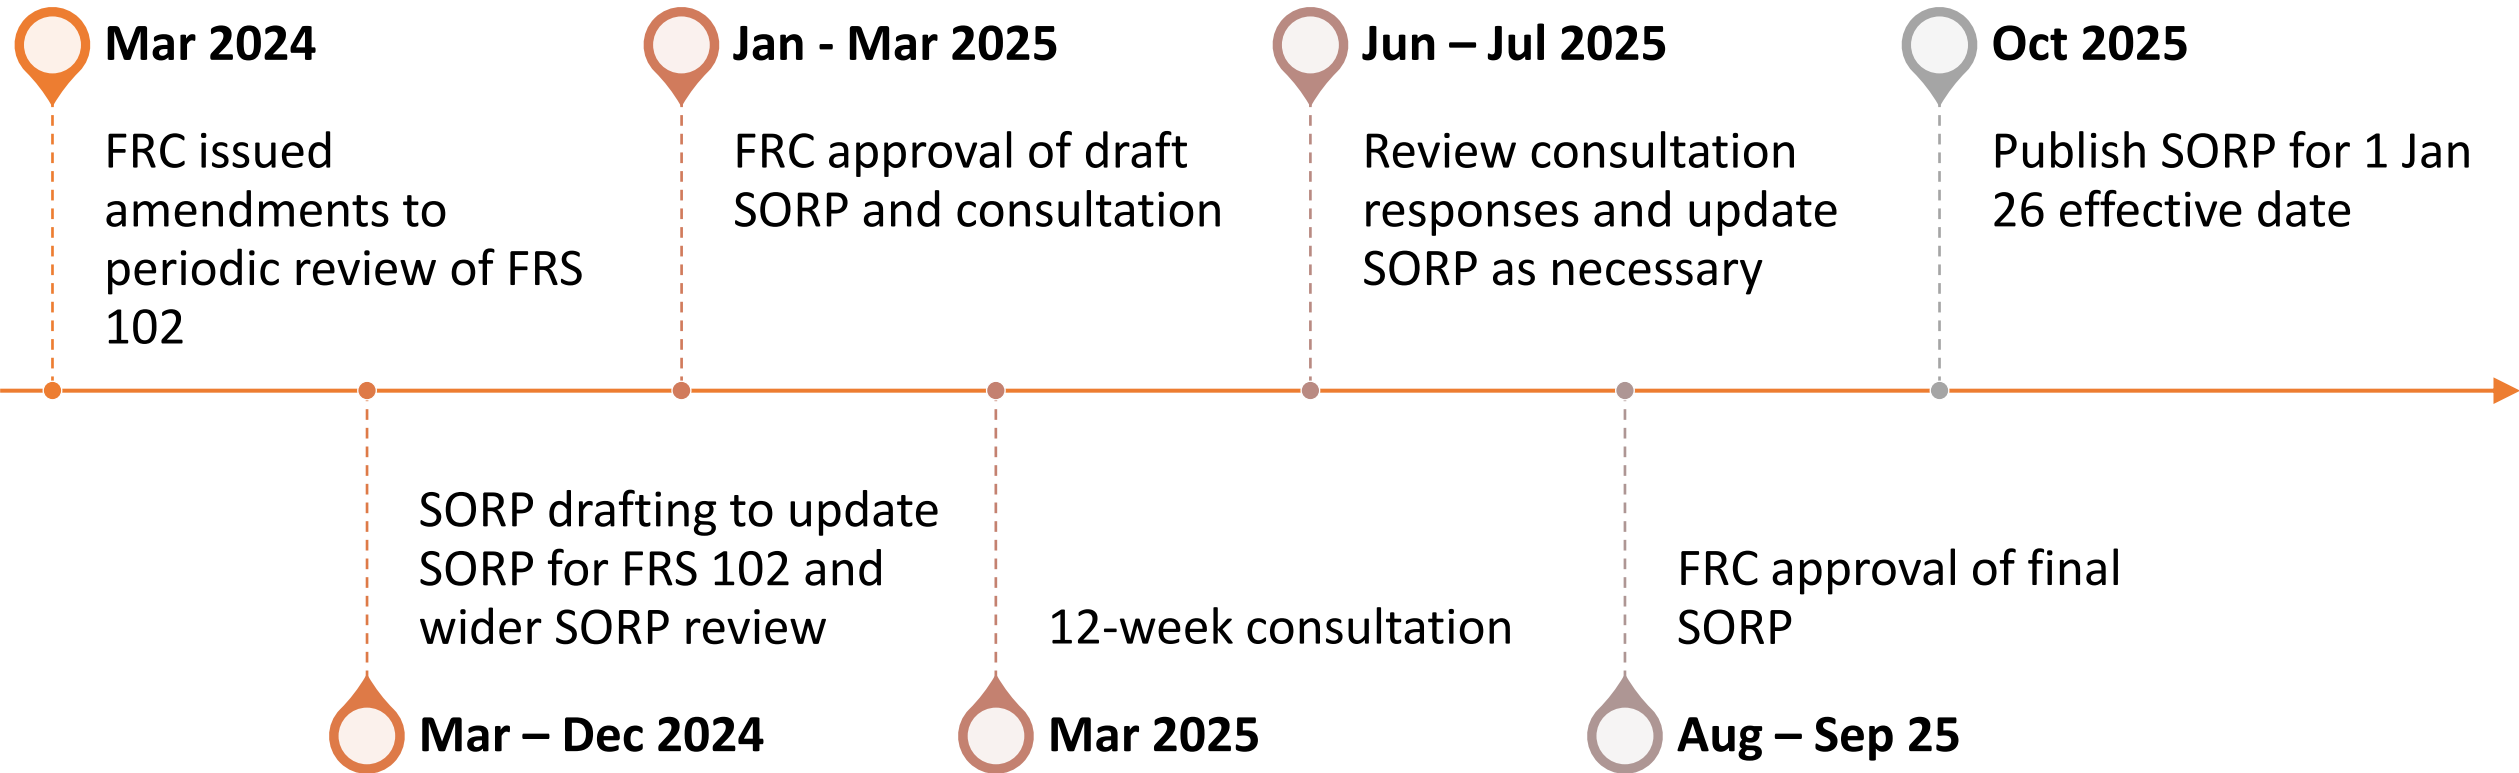 Mar 2024
FRC issued
amendments to
periodic review of FRS
102
SORP drafting to update
SORP for FRS 102 and
wider SORP review
Mar – Dec 2024
Jan - Mar 2025
FRC approval of draft
SORP and consultation
12-week consultation
Mar 2025
Jun – Jul 2025
Review consultation
responses and update
SORP as necessary
FRC approval of final
SORP
Aug – Sep 25
Oct 2025
Publish SORP for 1 Jan
26 effective date